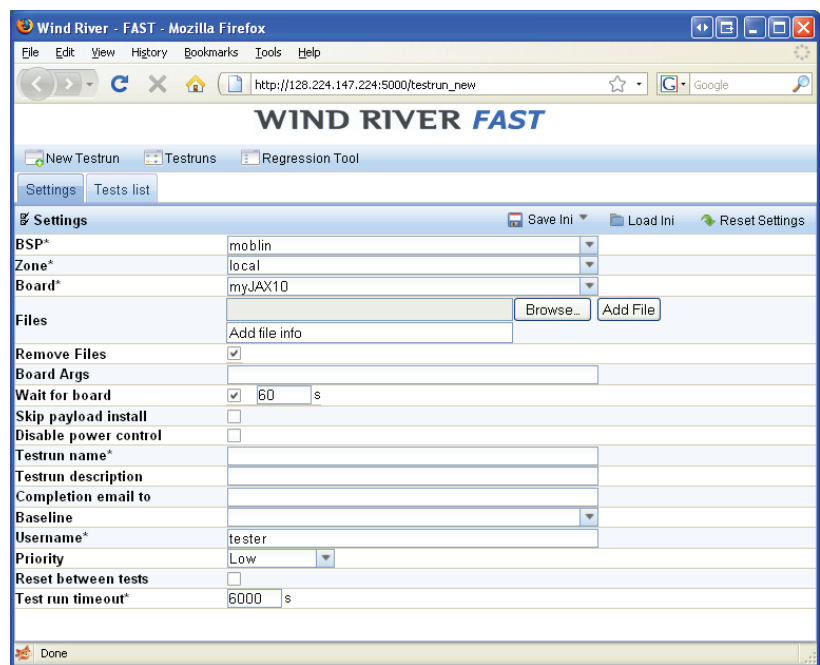 Wind River - FAST - Mozilla Firefox
File Edit View History Bookmarks Tools Help
http://128.224.147.224:5000/testrun_new
G Google
WIND RIVER FAST
New Testrun Testruns Regression Tool
Settings Tests list
Settings Save Ini Load Ini Reset Settings
BSP* moblin
Zone* local
Board* myJAX10
Files Browse... Add File
Add file info
Remove Files
Board Args
Wait for board 60 s
Skip payload install
Disable power control
Testrun name*
Testrun description
Completion email to
Baseline
Username* tester
Priority Low
Reset between tests
Test run timeout* 6000 s
Done